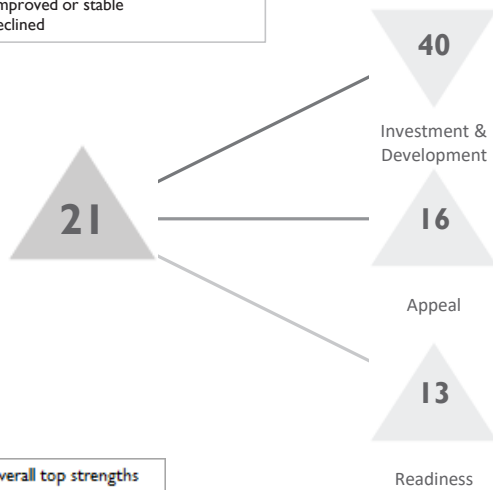 mproved or stable
eclined
40
Investment &
Development
21
16
Appeal
13
verall top strengths
Readiness